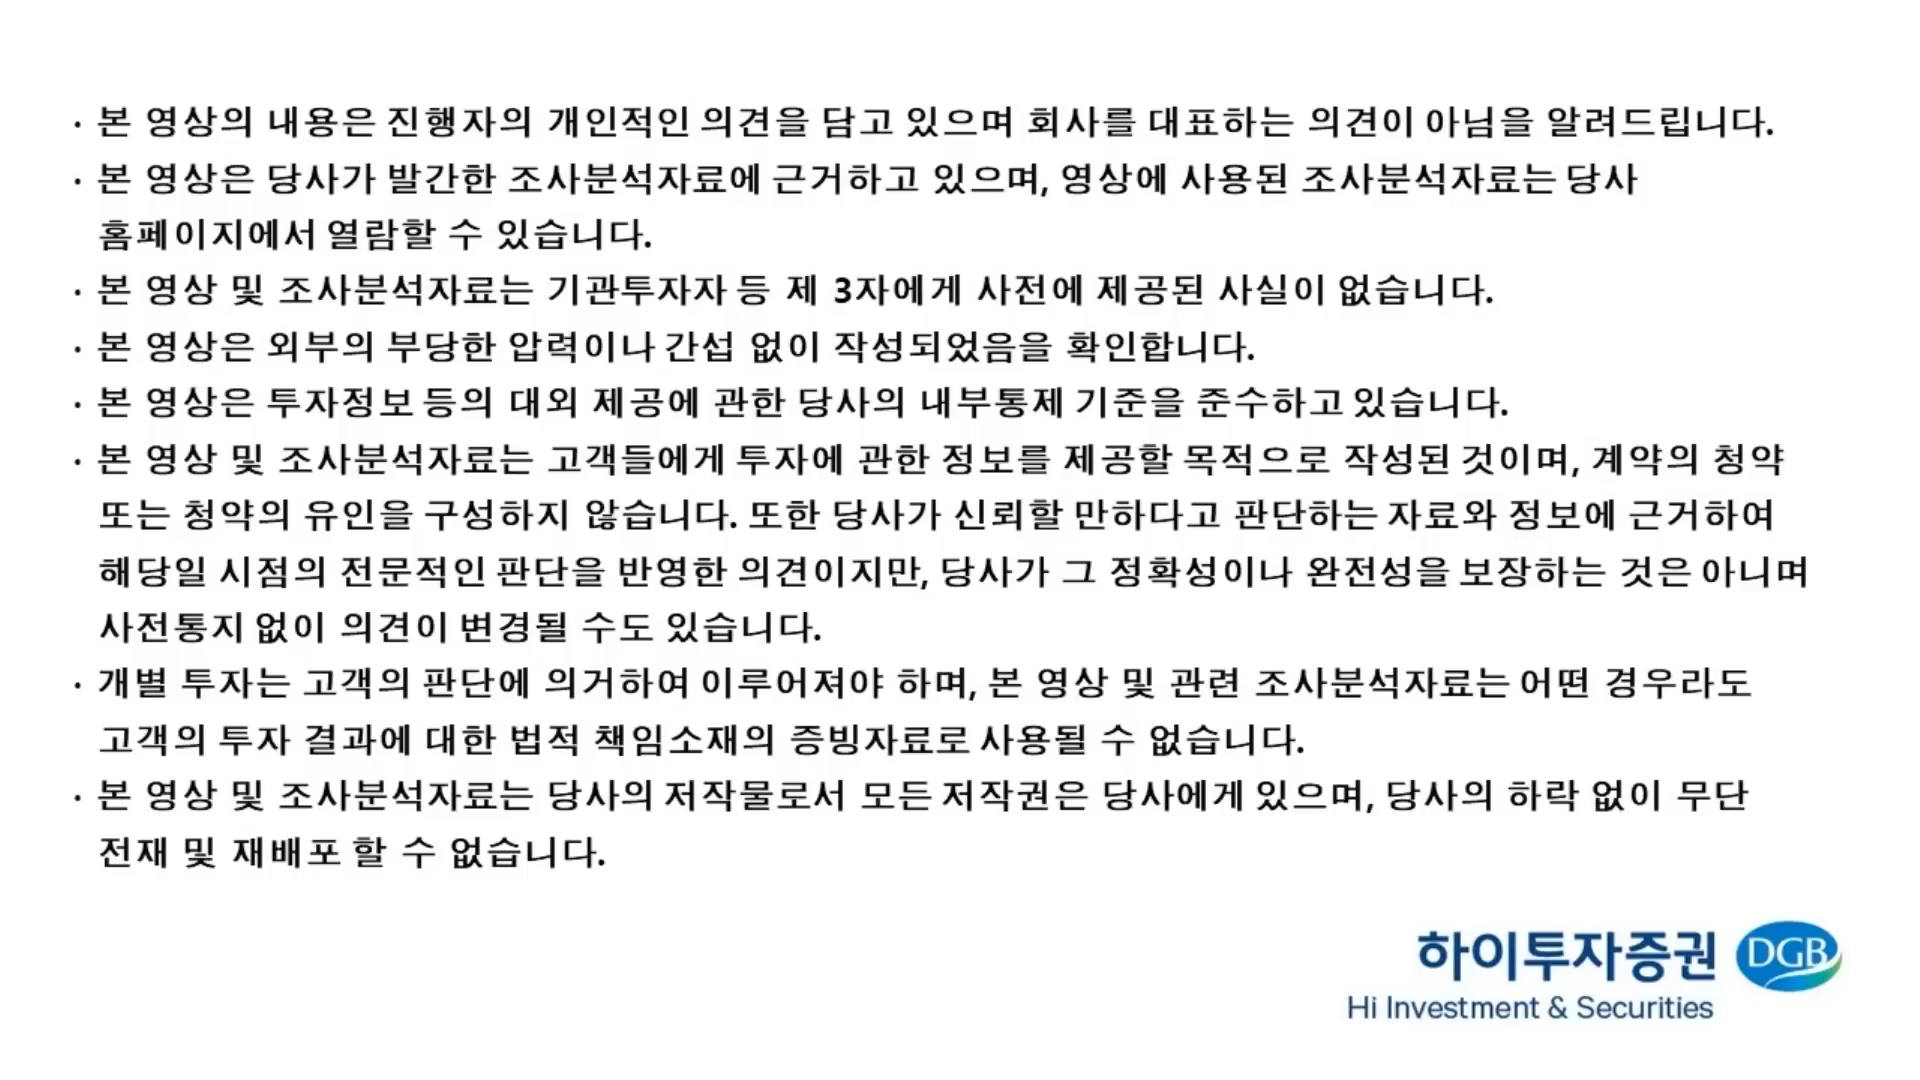 · 본 영상의 내용은 진행자의 개인적인 의견을 담고 있으며 회사를 대표하는 의견이 아님을 알려드립니다.
· 본 영상은 당사가 발간한 조사분석자료에 근거하고 있으며, 영상에 사용된 조사분석자료는 당사
홈페이지에서 열람할 수 있습니다.
· 본 영상 및 조사분석자료는 기관투자자 등 제 3자에게 사전에 제공된 사실이 없습니다.
· 본 영상은 외부의 부당한 압력이나 간섭 없이 작성되었음을 확인합니다.
· 본 영상은 투자정보 등의 대외 제공에 관한 당사의 내부통제 기준을 준수하고 있습니다.
· 본 영상 및 조사분석자료는 고객들에게 투자에 관한 정보를 제공할 목적으로 작성된 것이며, 계약의 청약
또는 청약의 유인을 구성하지 않습니다. 또한 당사가 신뢰할 만하다고 판단하는 자료와 정보에 근거하여
해당일 시점의 전문적인 판단을 반영한 의견이지만, 당사가 그 정확성이나 완전성을 보장하는 것은 아니며
사전통지 없이 의견이 변경될 수도 있습니다.
· 개별 투자는 고객의 판단에 의거하여 이루어져야 하며, 본 영상 및 관련 조사분석자료는 어떤 경우라도
고객의 투자 결과에 대한 법적 책임소재의 증빙자료로 사용될 수 없습니다.
· 본 영상 및 조사분석자료는 당사의 저작물로서 모든 저작권은 당사에게 있으며, 당사의 하락 없이 무단
전재 및 재배포 할 수 없습니다.
하이투자증권 DGB
Hi Investment & Securities